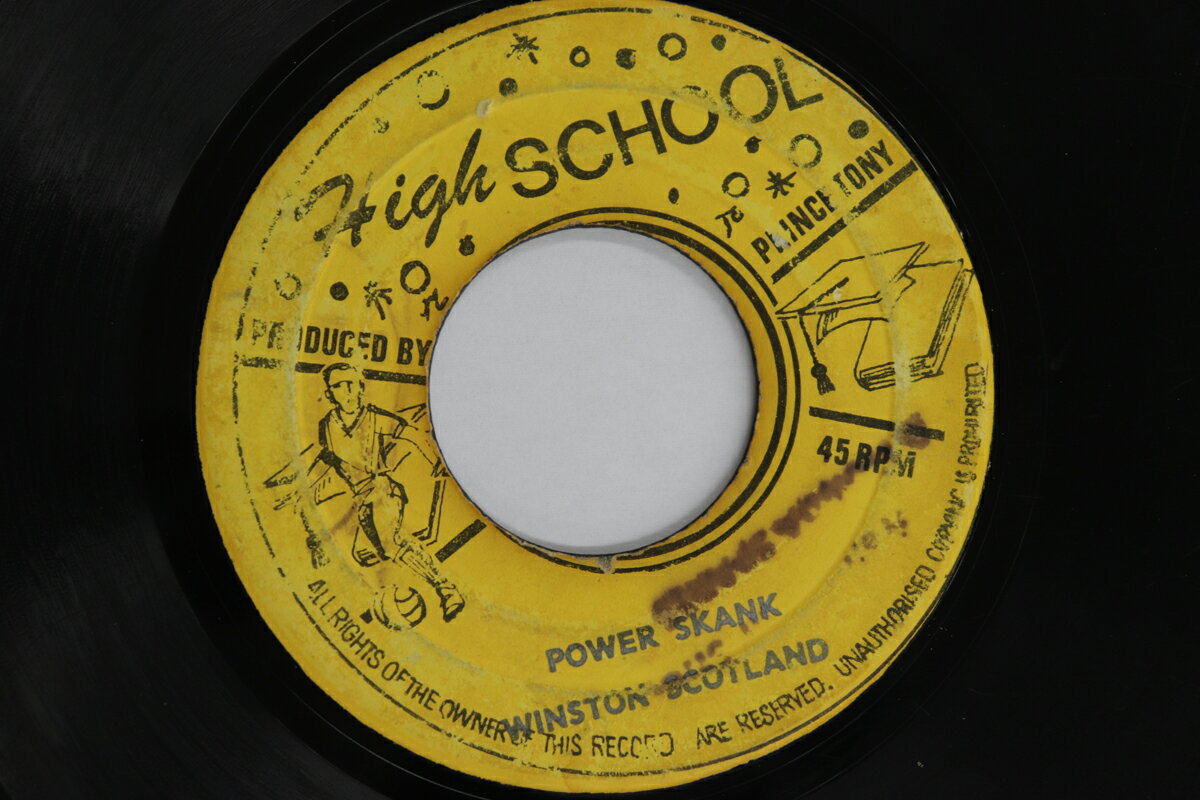 High SCHOOL
PRODUCED BY
PRINCE TONY
45 RPM
POWER SKANK
WINSTON SCOTLAND
ALL RIGHTS OF THE OWNER OF THIS RECORD ARE RESERVED. UNAUTHORISED COPYING IS PROHIBITED